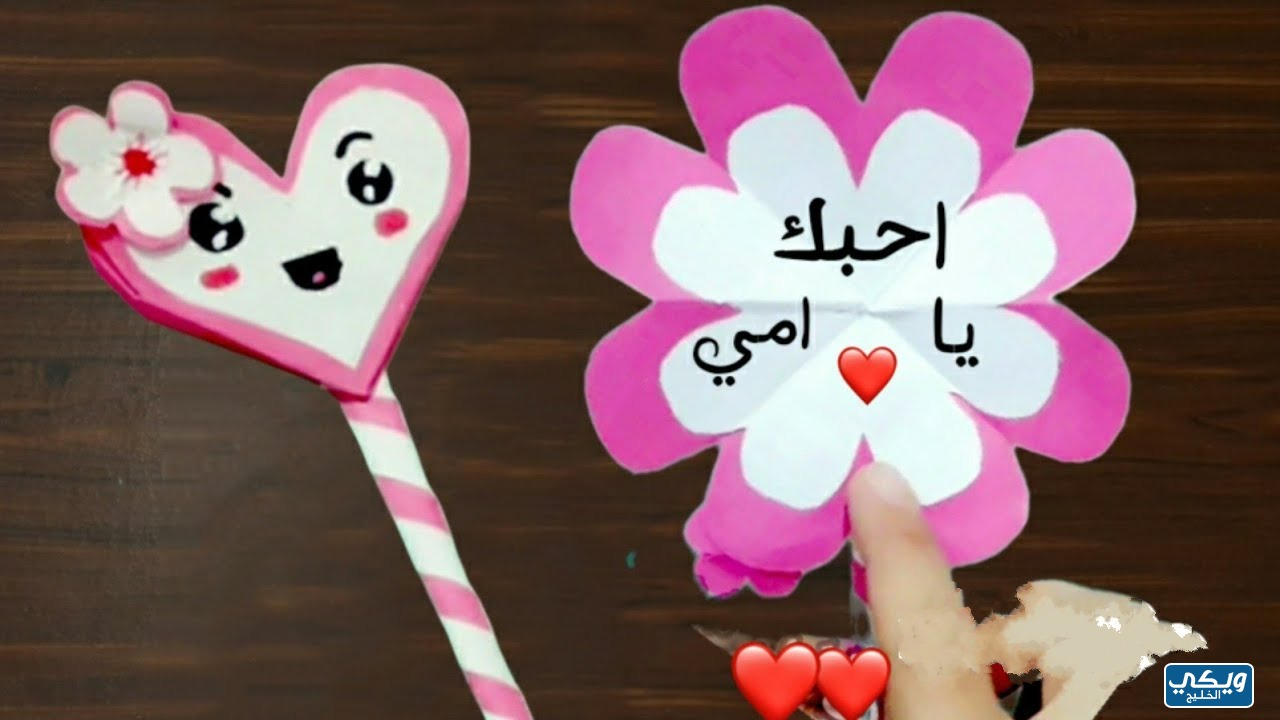 احبك
يا امي
ويكي
الخليج